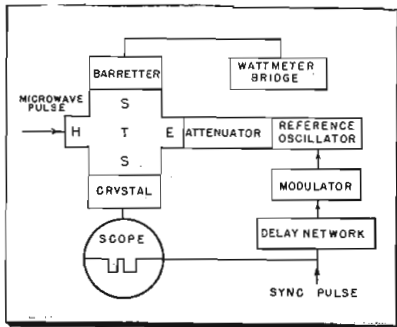 BARRETTER
WATTMETER
BRIDGE
MICROWAVE
PULSE
S
H T E
S
ATTENUATOR
REFERENCE
OSCILLATOR
CRYSTAL
MODULATOR
SCOPE
DELAY NETWORK
SYNC PULSE